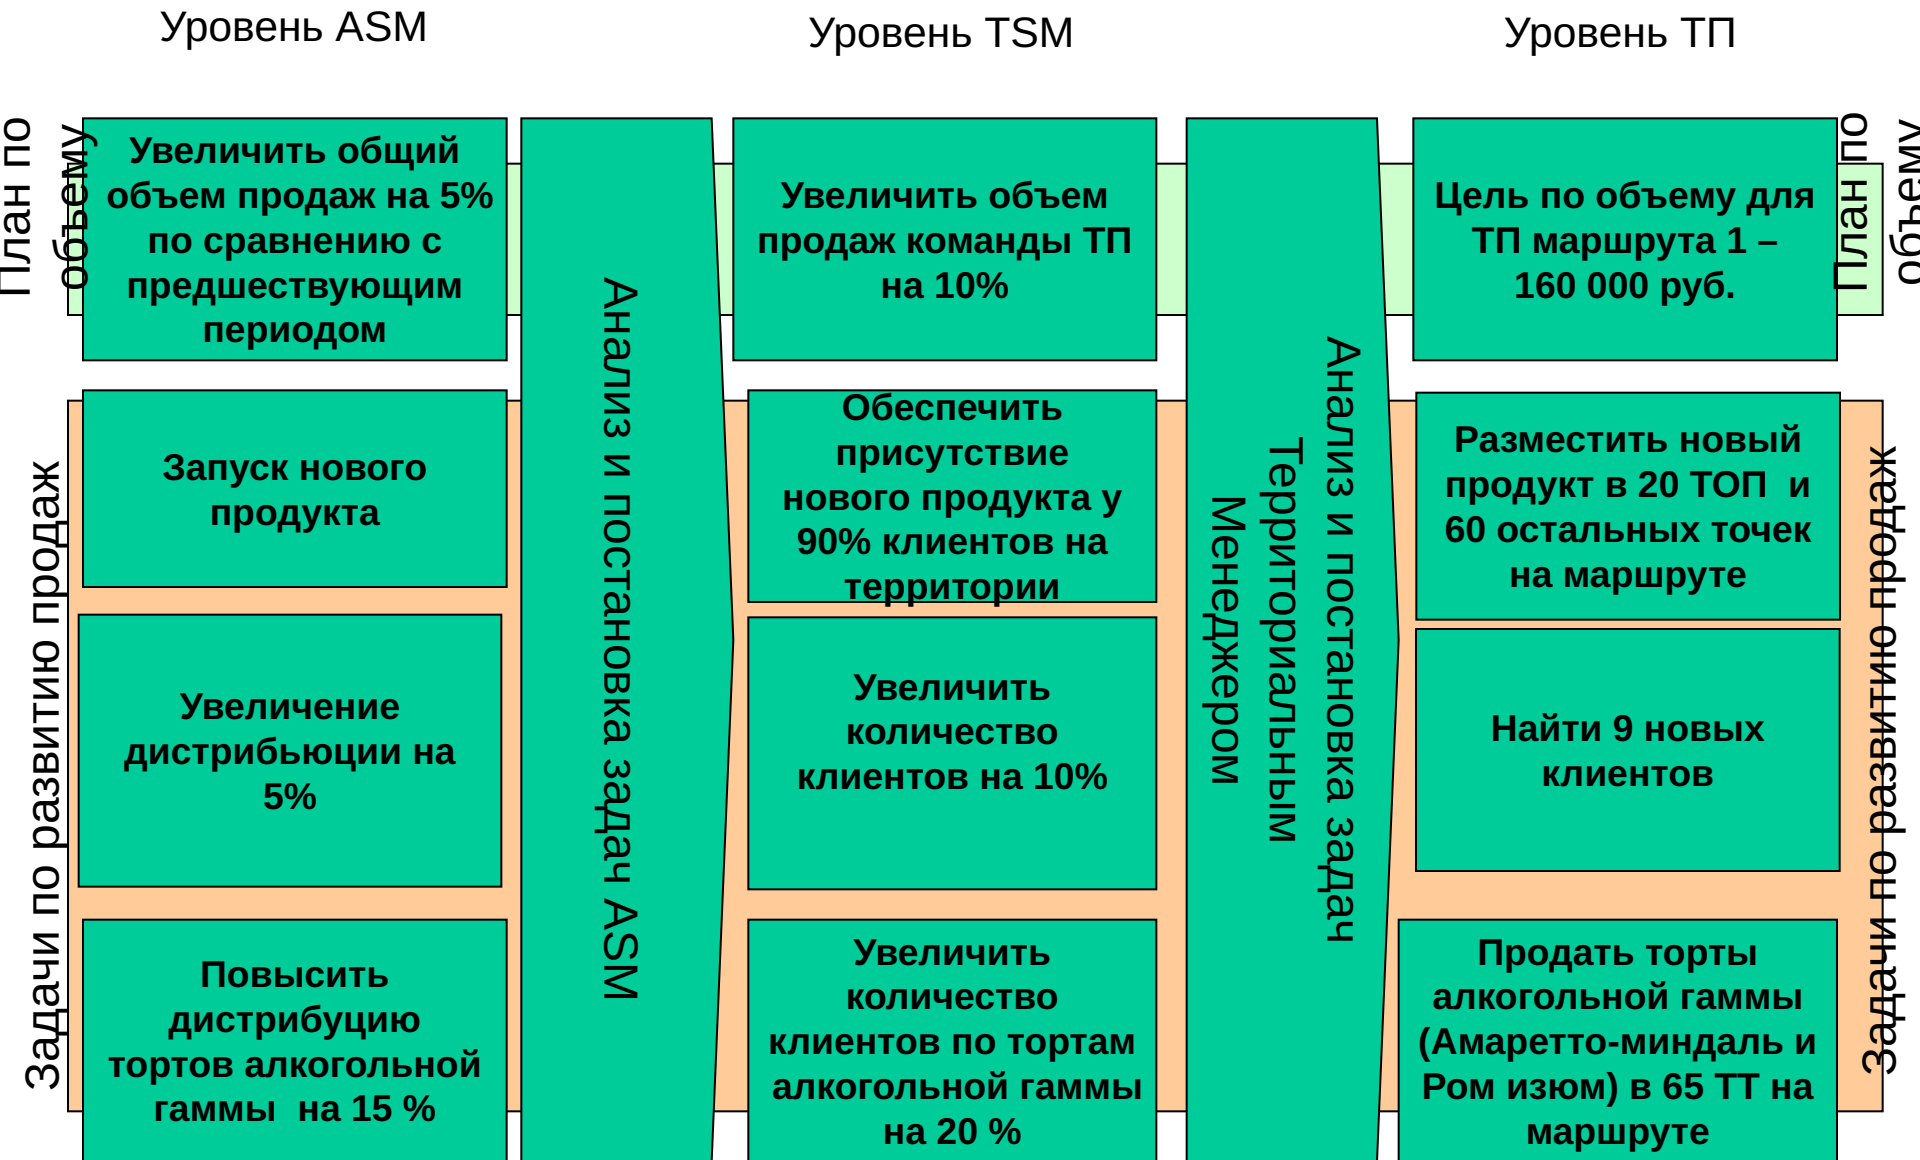 Уровень ASM
Уровень TSM
Уровень ТП
План по
объему
Увеличить общий
объем продаж на 5%
по сравнению с
предшествующим
периодом
Увеличить объем
продаж команды ТП
на 10%
Цель по объему для
ТП маршрута 1 –
160 000 руб.
План по
объему
Задачи по развитию продаж
Запуск нового
продукта
Увеличение
дистрибьюции на
5%
Повысить
дистрибуцию
тортов алкогольной
гаммы на 15 %
Анализ и постановка задач ASM
Обеспечить
присутствие
нового продукта у
90% клиентов на
территории
Увеличить
количество
клиентов на 10%
Увеличить
количество
клиентов по тортам
алкогольной гаммы
на 20 %
Анализ и постановка задач
Территориальным
Менеджером
Разместить новый
продукт в 20 ТОП и
60 остальных точек
на маршруте
Найти 9 новых
клиентов
Продать торты
алкогольной гаммы
(Амаретто-миндаль и
Ром изюм) в 65 ТТ на
маршруте
Задачи по развитию продаж